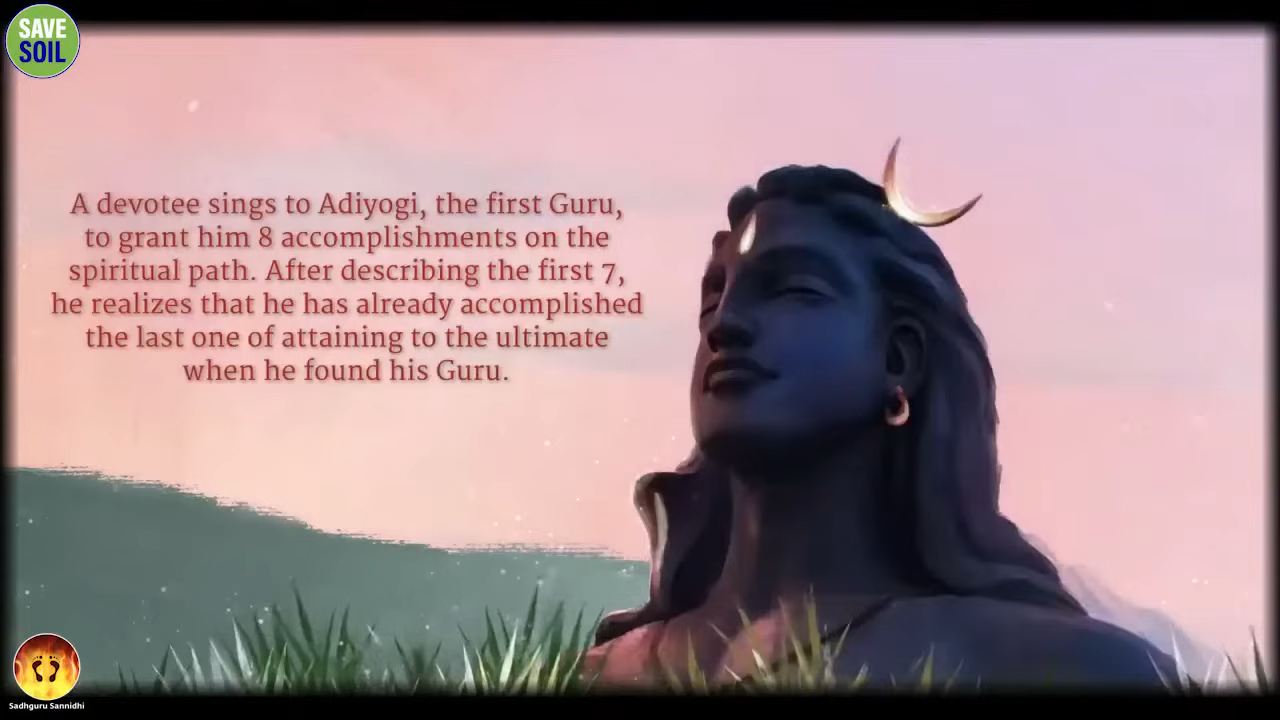 SAVE
SOIL
A devotee sings to Adiyogi, the first Guru,
to grant him 8 accomplishments on the
spiritual path. After describing the first 7,
he realizes that he has already accomplished
the last one of attaining to the ultimate
when he found his Guru.
Sadhguru Sannidhi